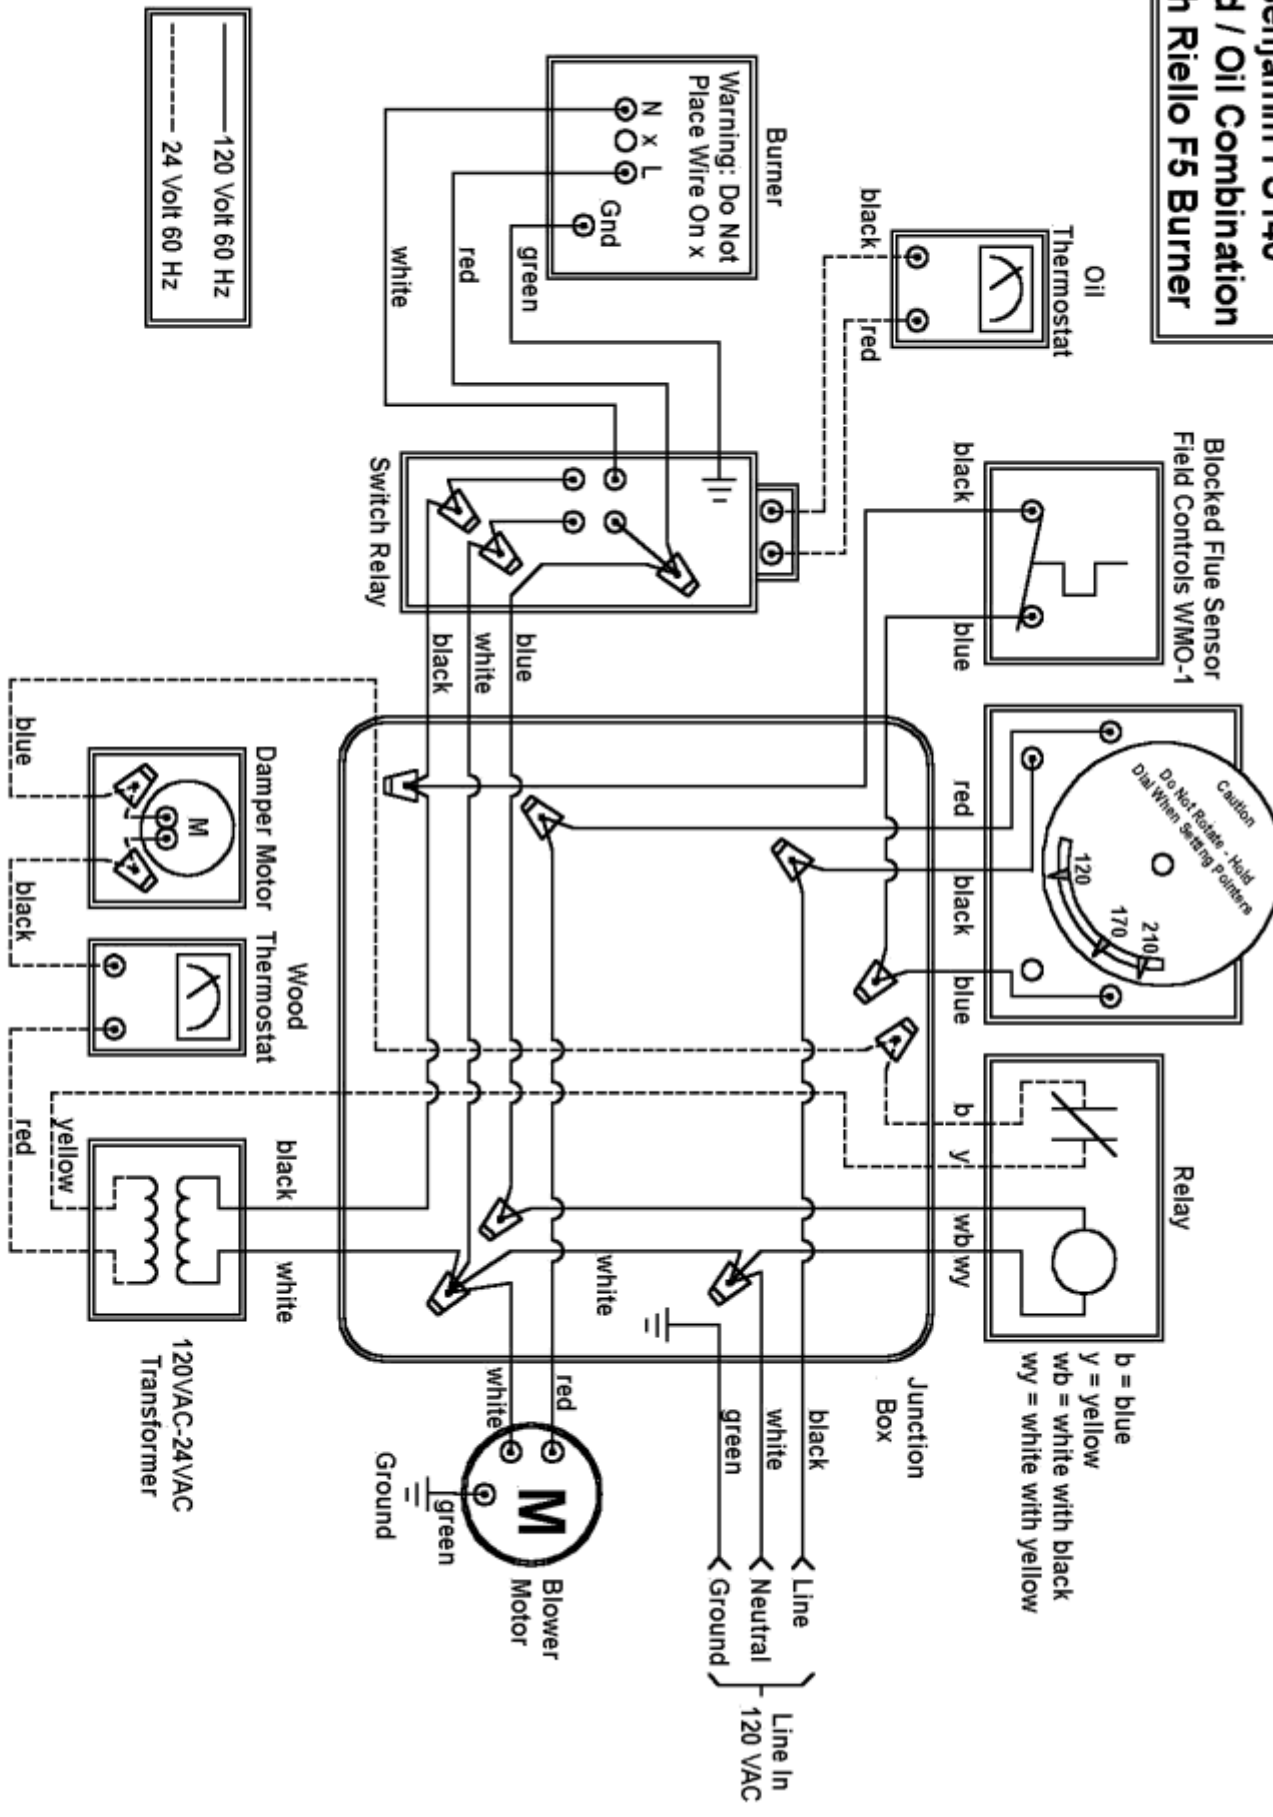 / Oil Combination
Riello F5 Burner
Oil
Thermostat
black
red
Burner
Warning: Do Not
Place Wire On x
N
x
L
Gnd
green
red
white
120 Volt 60 Hz
24 Volt 60 Hz
Blocked Flue Sensor
Field Controls WMO-1
black
blue
Switch Relay
blue
white
black
Caution
Do Not Rotate - Hold
Dial When Setting Pointers
120
170
210
red
black
blue
Relay
b
y
wb
wy
b = blue
y = yellow
wb = white with black
wy = white with yellow
Junction
Box
white
black
white
green
Line
Neutral
Ground
Line In
120 VAC
Damper Motor
M
blue
black
Wood
Thermostat
red
yellow
black
white
120VAC-24VAC
Transformer
red
white
M
green
Ground
Blower
Motor